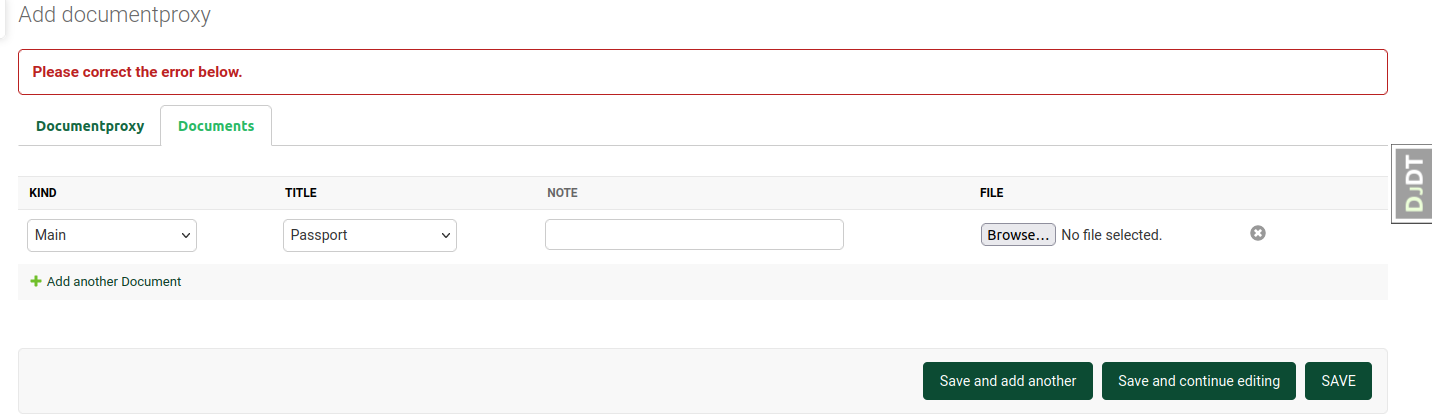 Add documentproxy
Please correct the error below.
Documentproxy Documents
KIND TITLE NOTE FILE
Main Passport Browse... No file selected.
Add another Document
Save and add another Save and continue editing SAVE
DJDT